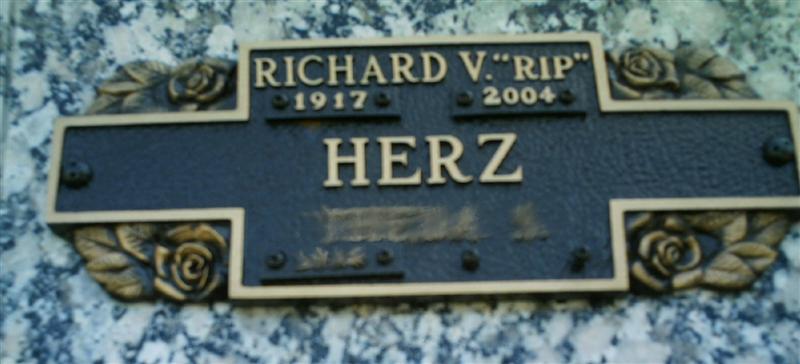 RICHARD V. "RIP"
1917 2004
HERZ